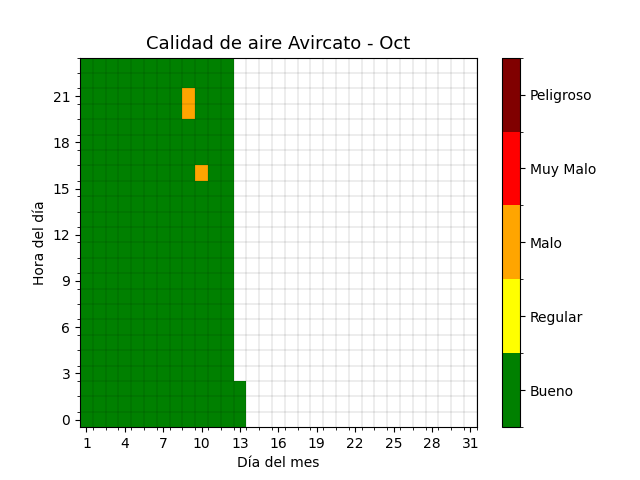 Calidad de aire Avircato - Oct
Hora del día
21
18
15
12
9
6
3
0
1 4 7 10 13 16 19 22 25 28 31
Día del mes
Peligroso
Muy Malo
Malo
Regular
Bueno